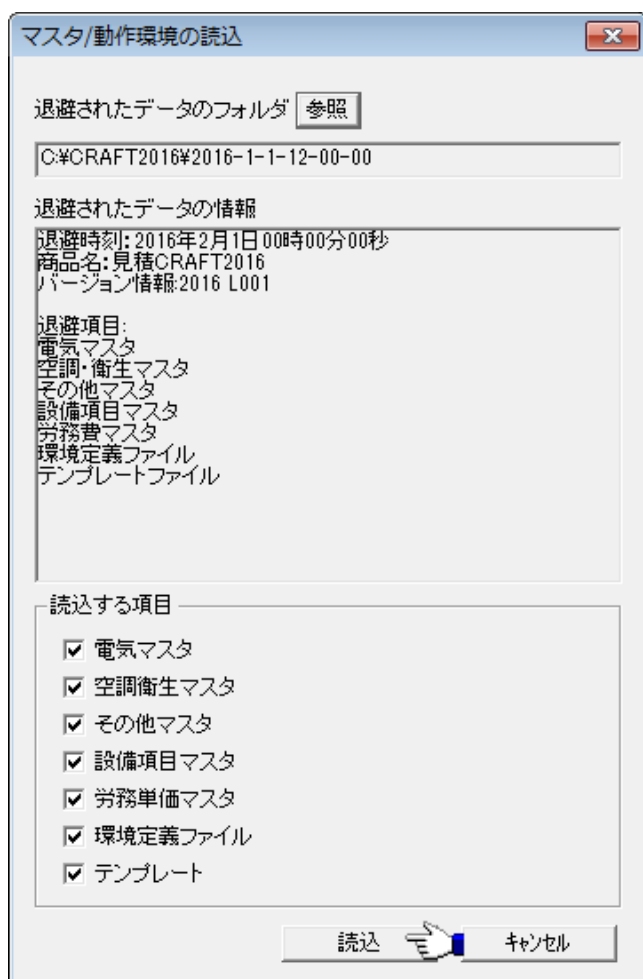 マスタ/動作環境の読込
退避されたデータのフォルダ 参照
C:¥CRAFT2016¥2016-1-1-12-00-00
退避されたデータの情報
退避時刻:2016年2月1日00時00分00秒
商品名:見積CRAFT2016
バージョン情報:2016 L001
退避項目:
電気マスタ
空調・衛生マスタ
その他マスタ
設備項目マスタ
労務費マスタ
環境定義ファイル
テンプレートファイル
読込する項目
電気マスタ
空調衛生マスタ
その他マスタ
設備項目マスタ
労務単価マスタ
環境定義ファイル
テンプレート
読込 キャンセル